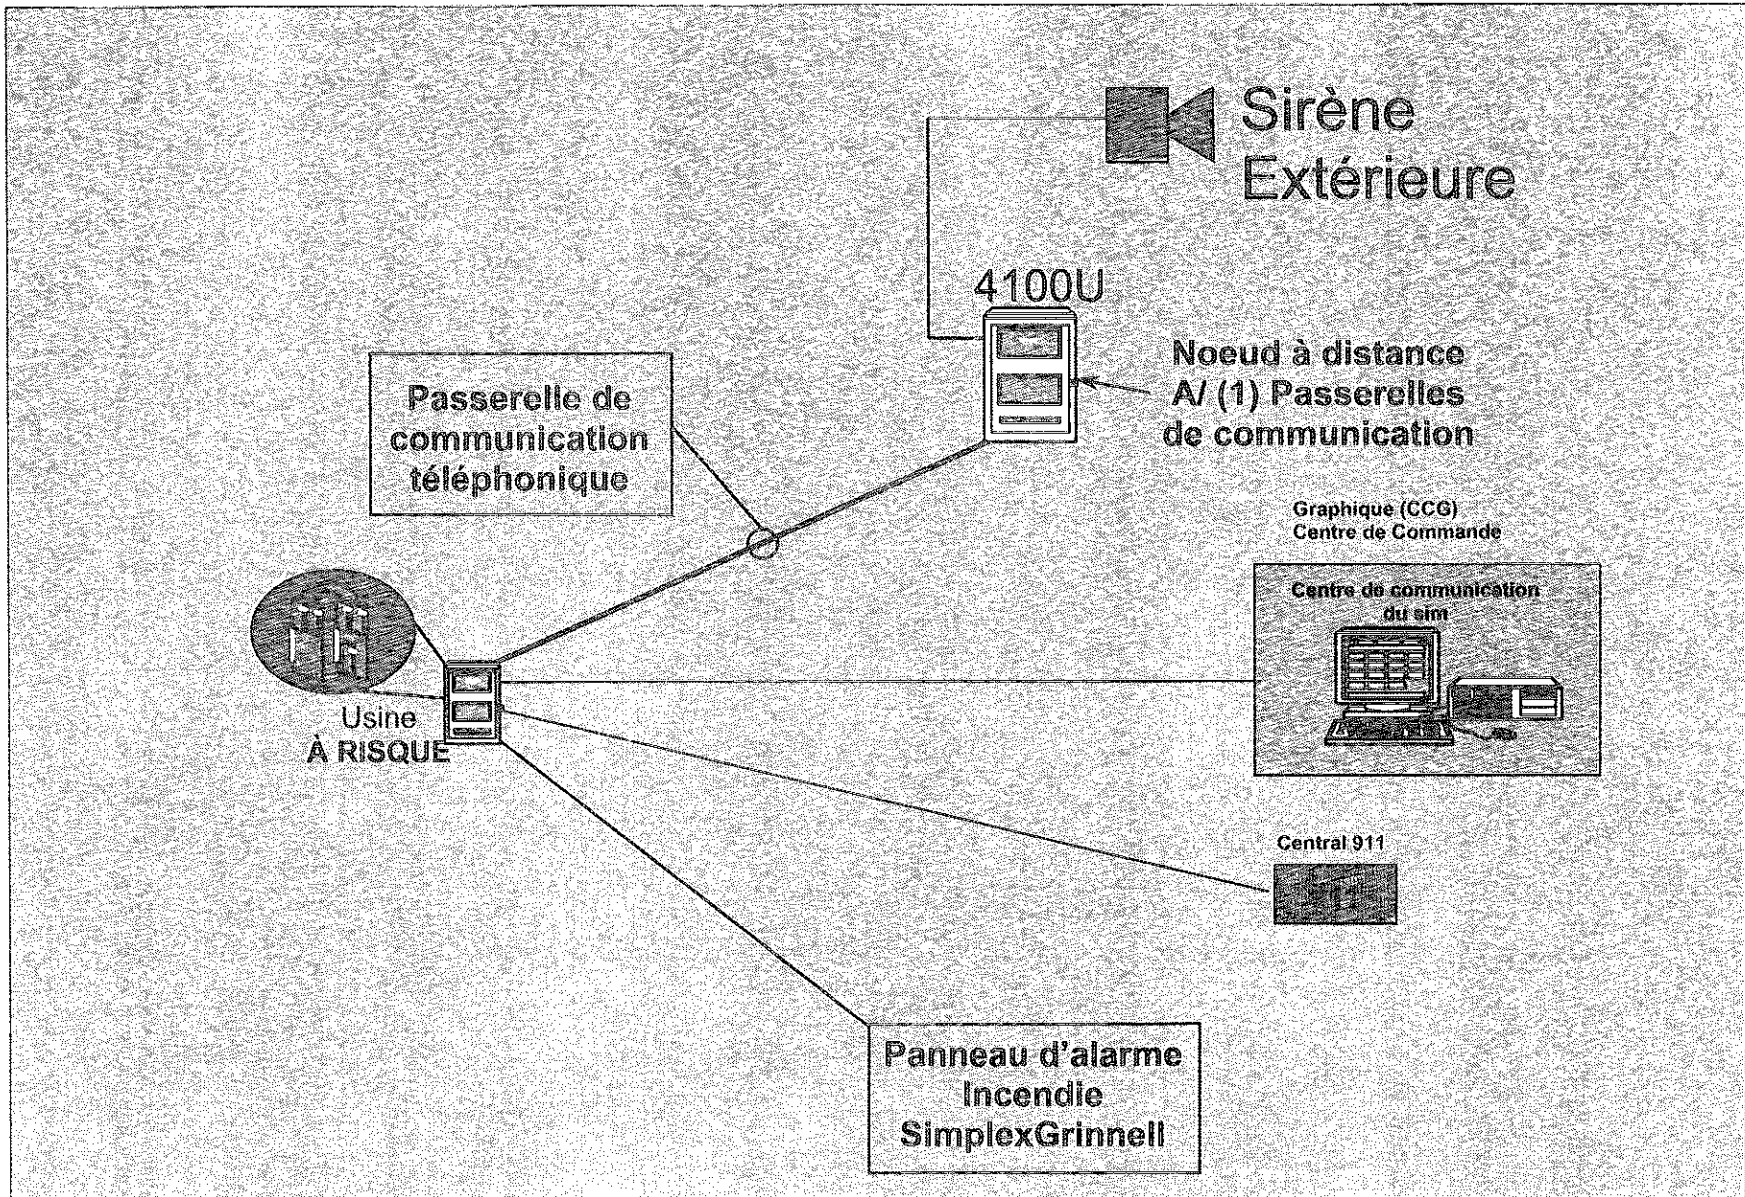 Sirène
Extérieure
4100U
Noeud à distance
A/ (1) Passerelles
de communication
Passerelle de
communication
téléphonique
Graphique (CCG)
Centre de Commande
Centre de communication
du sim
Usine
À RISQUE
Central 911
Panneau d'alarme
Incendie
SimplexGrinnell